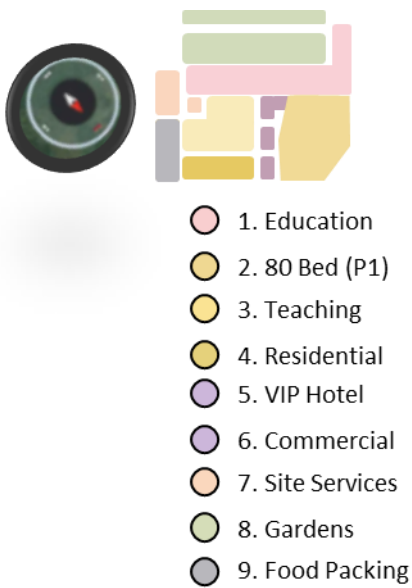 1. Education
2. 80 Bed (P1)
3. Teaching
4. Residential
5. VIP Hotel
6. Commercial
7. Site Services
8. Gardens
9. Food Packing